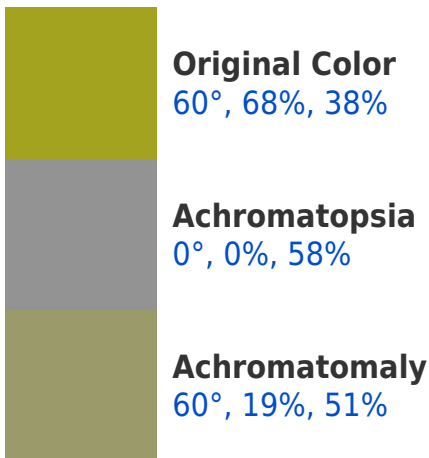 Original Color
60°, 68%, 38%
Achromatopsia
0°, 0%, 58%
Achromatomaly
60°, 19%, 51%